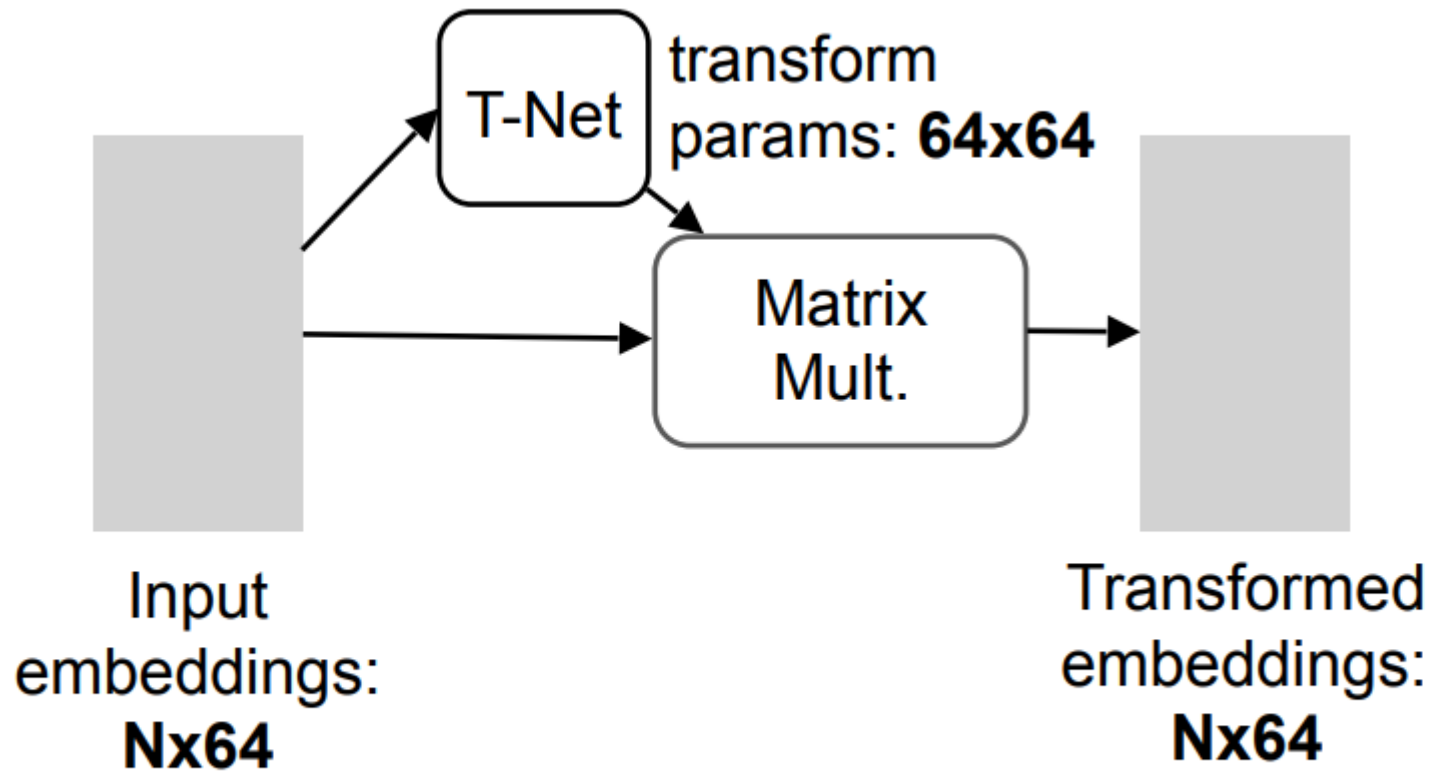 T-Net
transform
params: 64x64
Matrix
Mult.
Input
embeddings:
Nx64
Transformed
embeddings:
Nx64